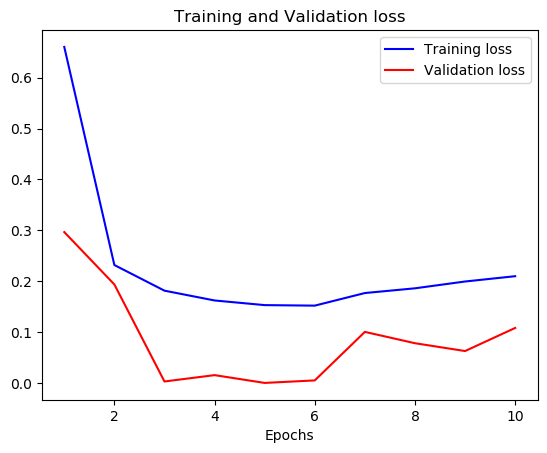 Training and Validation loss
Training loss
Validation loss
0.6
0.5
0.4
0.3
0.2
0.1
0.0
2 4 6 8 10
Epochs